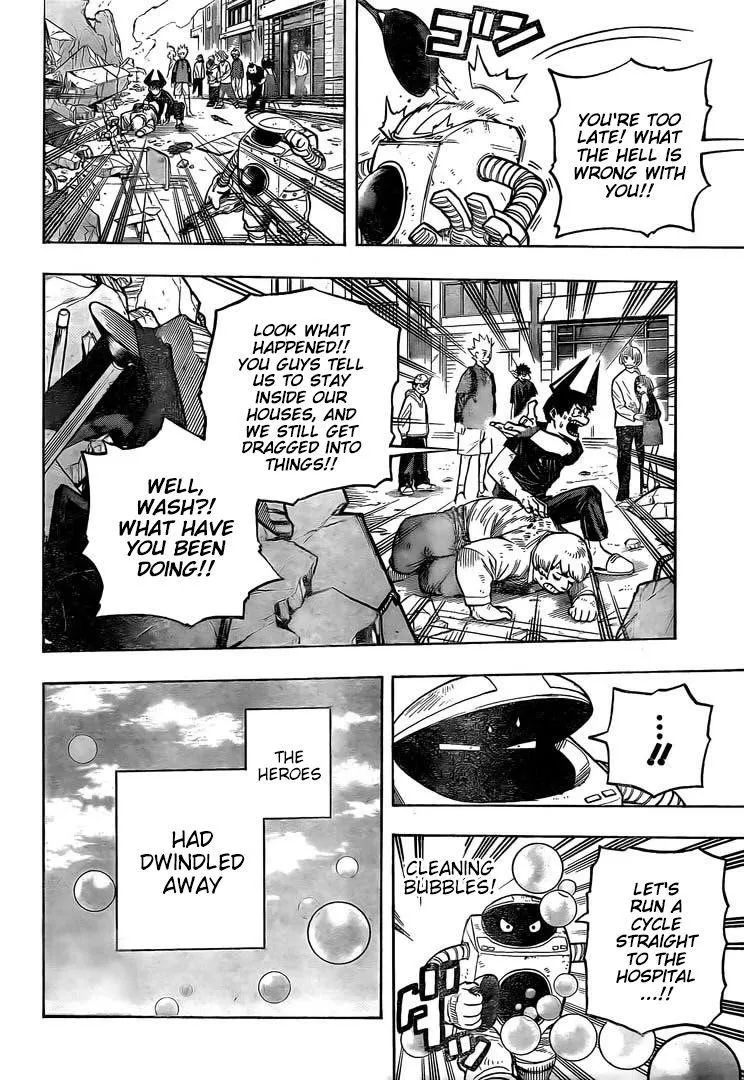 YOU'RE TOO
LATE! WHAT
THE HELL IS
WRONG WITH
YOU!!
ゴン
LOOK WHAT
HAPPENED!!
YOU GUYS TELL
US TO STAY
INSIDE OUR
HOUSES, AND
WE STILL GET
DRAGGED INTO
THINGS!!
WELL,
WASH?!
WHAT HAVE
YOU BEEN
DOING!!
...
!!
LET'S
RUN A
CYCLE
STRAIGHT
TO THE
HOSPITAL
...!!
CLEANING
BUBBLES!
THE
HEROES
HAD
DWINDLED
AWAY